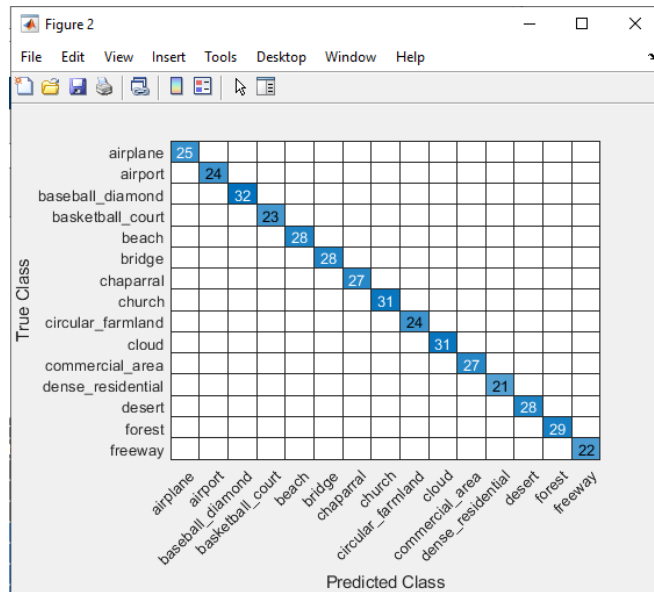 Figure 2
File Edit View Insert Tools Desktop Window Help
airplane 25
airport 24
baseball_diamond 32
basketball_court 23
beach 28
bridge 28
chaparral 27
church 31
circular_farmland 24
cloud 31
commercial_area 27
dense_residential 21
desert 28
forest 29
freeway 22
True Class
airplane airport baseball_diamond basketball_court beach bridge chaparral church circular_farmland cloud commercial_area dense_residential desert forest freeway
Predicted Class